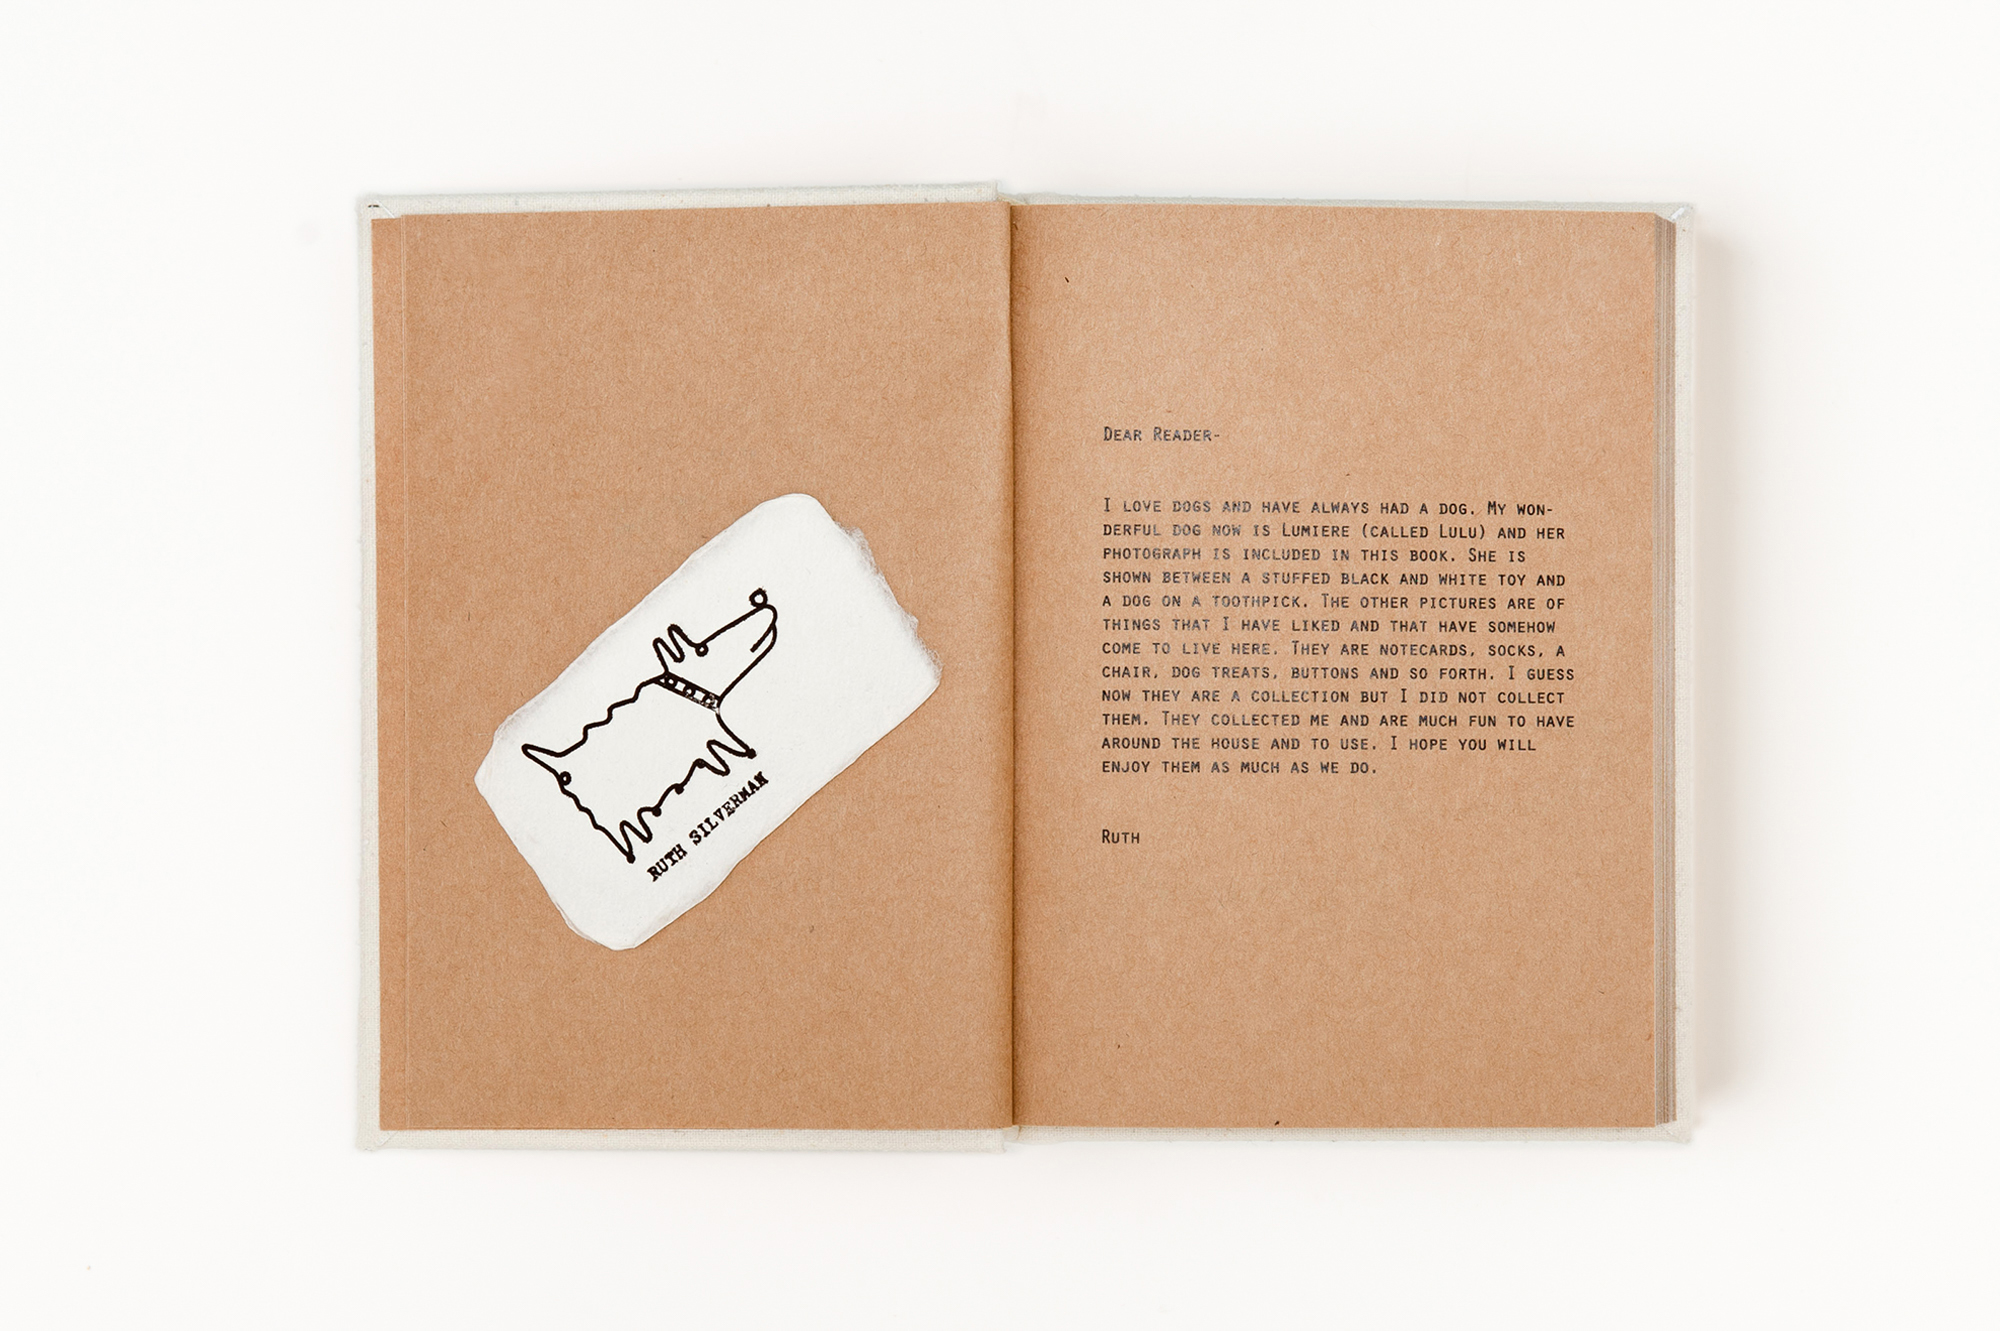 RUTH SILVERMAN
DEAR READER-
I LOVE DOGS AND HAVE ALWAYS HAD A DOG. MY WON-
DERFUL DOG NOW IS LUMIERE (CALLED LULU) AND HER
PHOTOGRAPH IS INCLUDED IN THIS BOOK. SHE IS
SHOWN BETWEEN A STUFFED BLACK AND WHITE TOY AND
A DOG ON A TOOTHPICK. THE OTHER PICTURES ARE OF
THINGS THAT I HAVE LIKED AND THAT HAVE SOMEHOW
COME TO LIVE HERE. THEY ARE NOTECARDS, SOCKS, A
CHAIR, DOG TREATS, BUTTONS AND SO FORTH. I GUESS
NOW THEY ARE A COLLECTION BUT I DID NOT COLLECT
THEM. THEY COLLECTED ME AND ARE MUCH FUN TO HAVE
AROUND THE HOUSE AND TO USE. I HOPE YOU WILL
ENJOY THEM AS MUCH AS WE DO.
RUTH